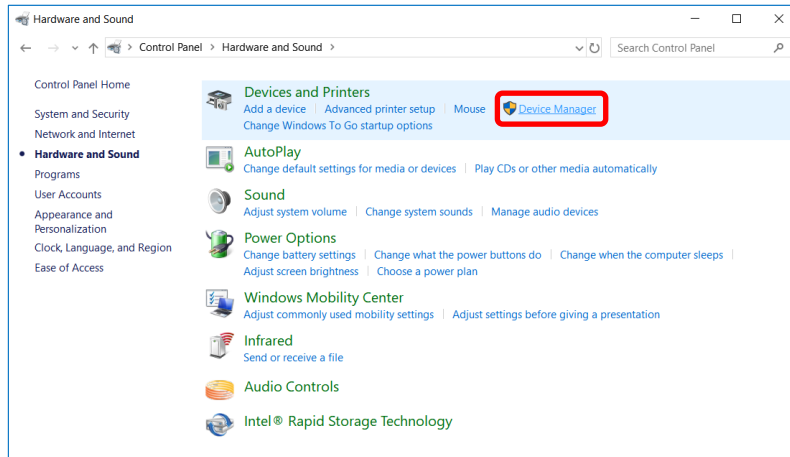 Hardware and Sound
Control Panel > Hardware and Sound >
Search Control Panel
Control Panel Home
System and Security
Network and Internet
Hardware and Sound
Programs
User Accounts
Appearance and
Personalization
Clock, Language, and Region
Ease of Access
Devices and Printers
Add a device | Advanced printer setup | Mouse | Device Manager
Change Windows To Go startup options
AutoPlay
Change default settings for media or devices | Play CDs or other media automatically
Sound
Adjust system volume | Change system sounds | Manage audio devices
Power Options
Change battery settings | Change what the power buttons do | Change when the computer sleeps |
Adjust screen brightness | Choose a power plan
Windows Mobility Center
Adjust commonly used mobility settings | Adjust settings before giving a presentation
Infrared
Send or receive a file
Audio Controls
Intel® Rapid Storage Technology